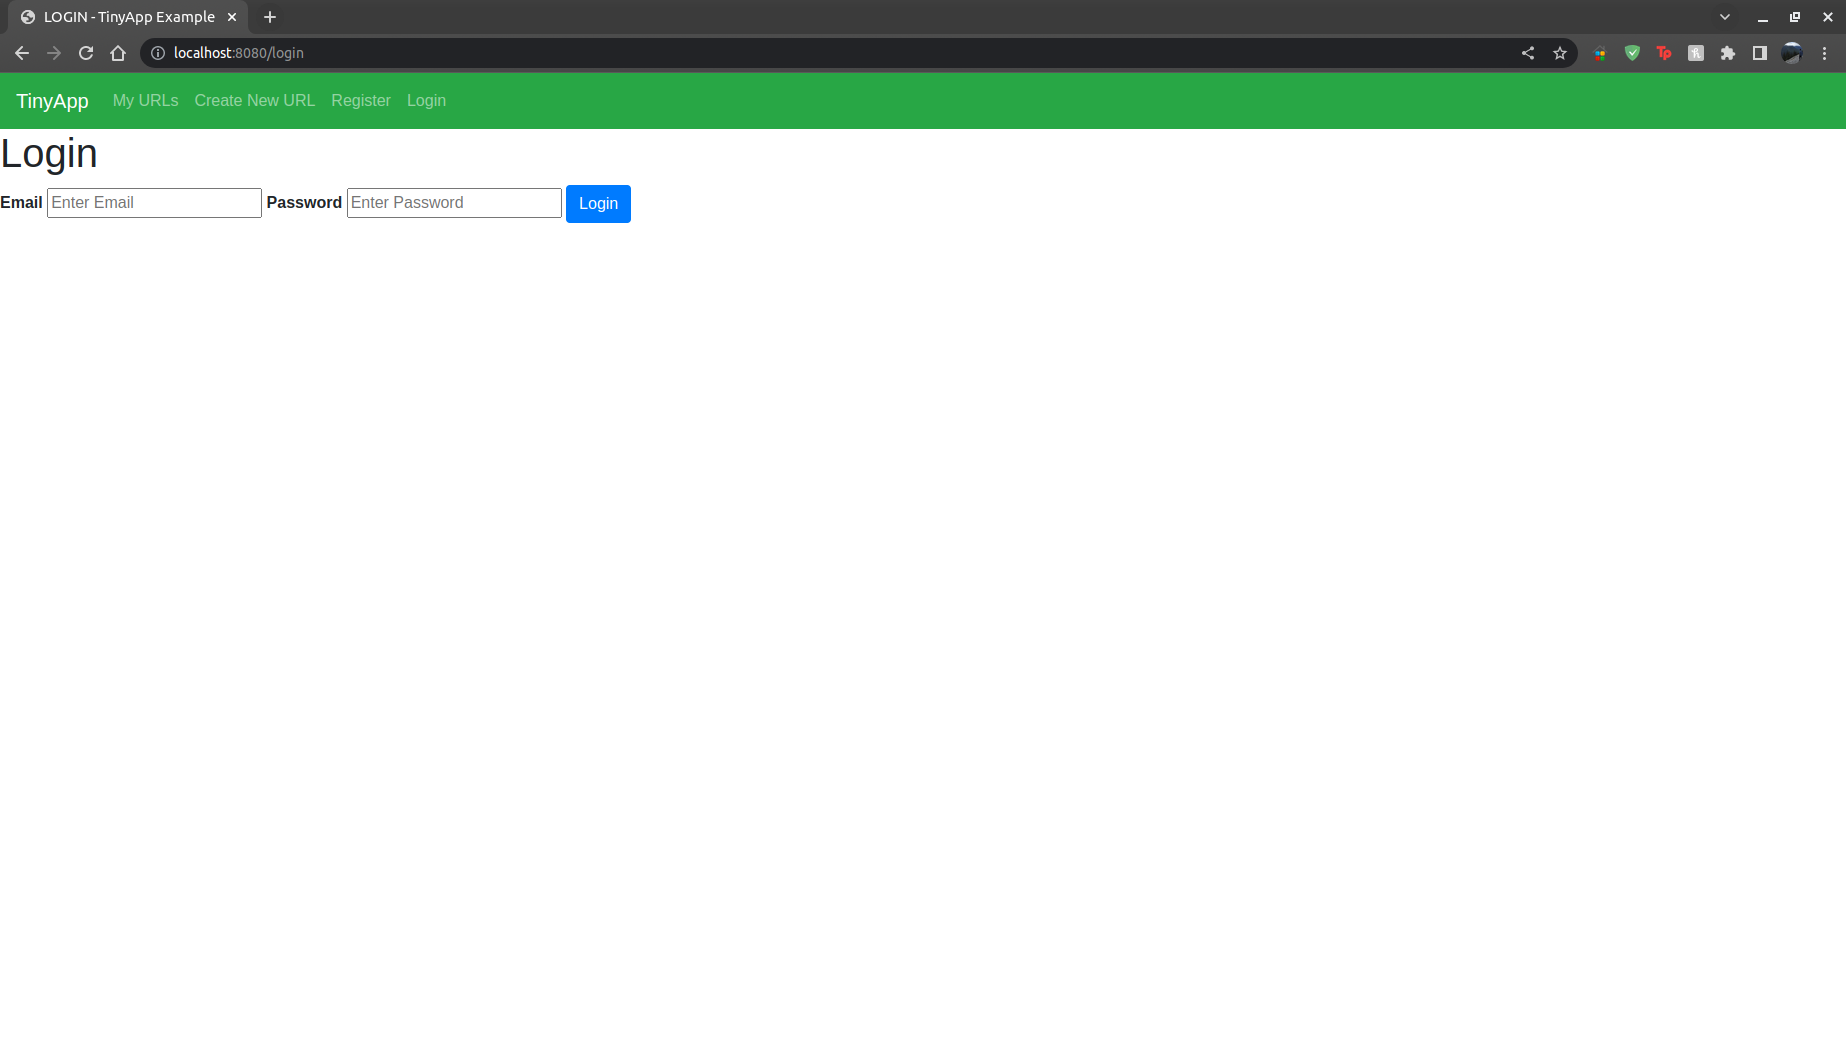 LOGIN - TinyApp Example
localhost:8080/login
Tp
TinyApp My URLs Create New URL Register Login
Login
Email Enter Email Password Enter Password Login